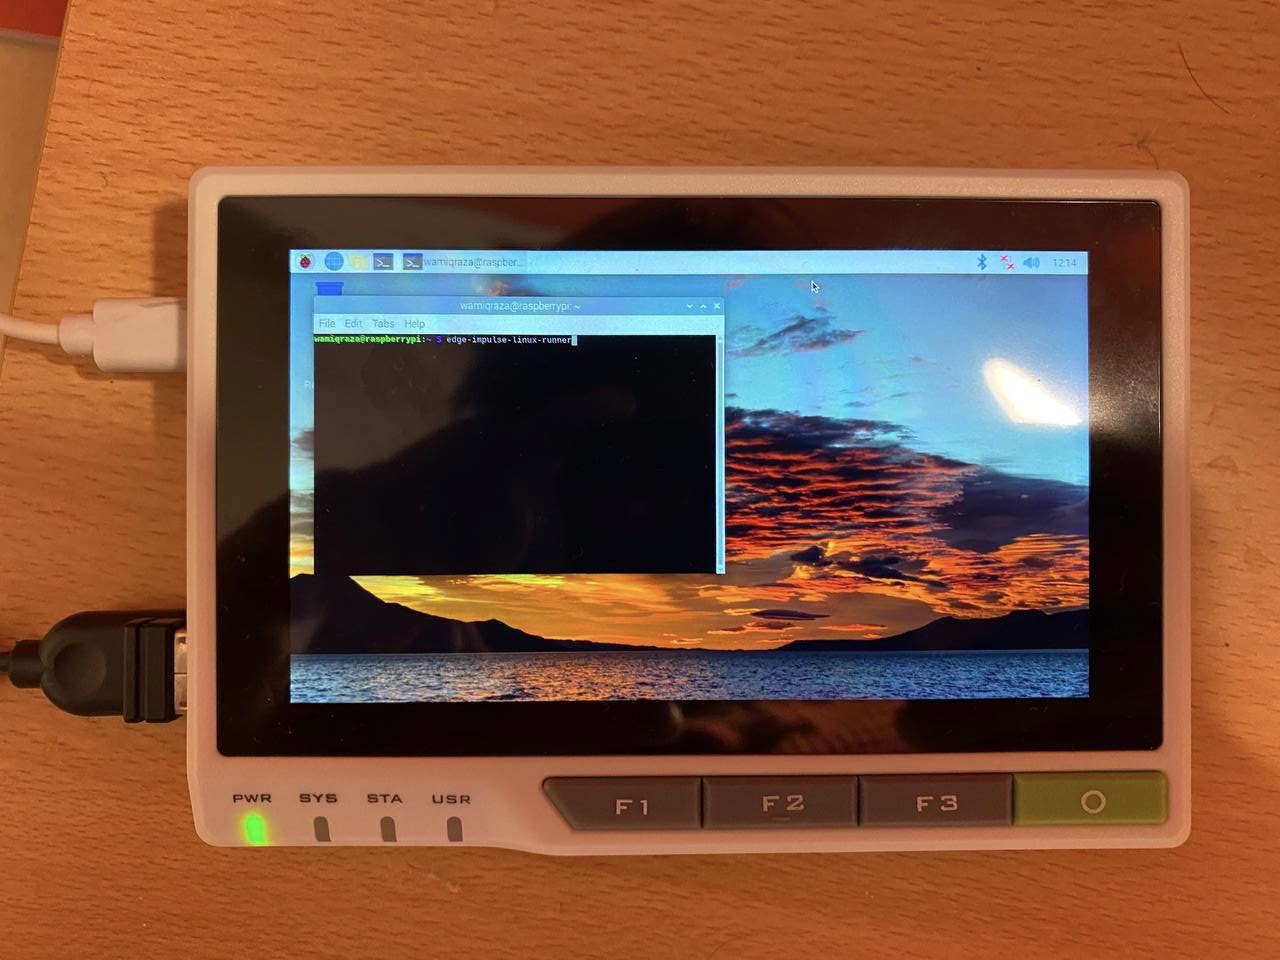 wamiqraza@raspber...
12:14
wamiqraza@raspberrypi: ~
File Edit Tabs Help
wamiqraza@raspberrypi:~ $ edge-impulse-linux-runner
PWR SYS STA USR
F1 F2 F3